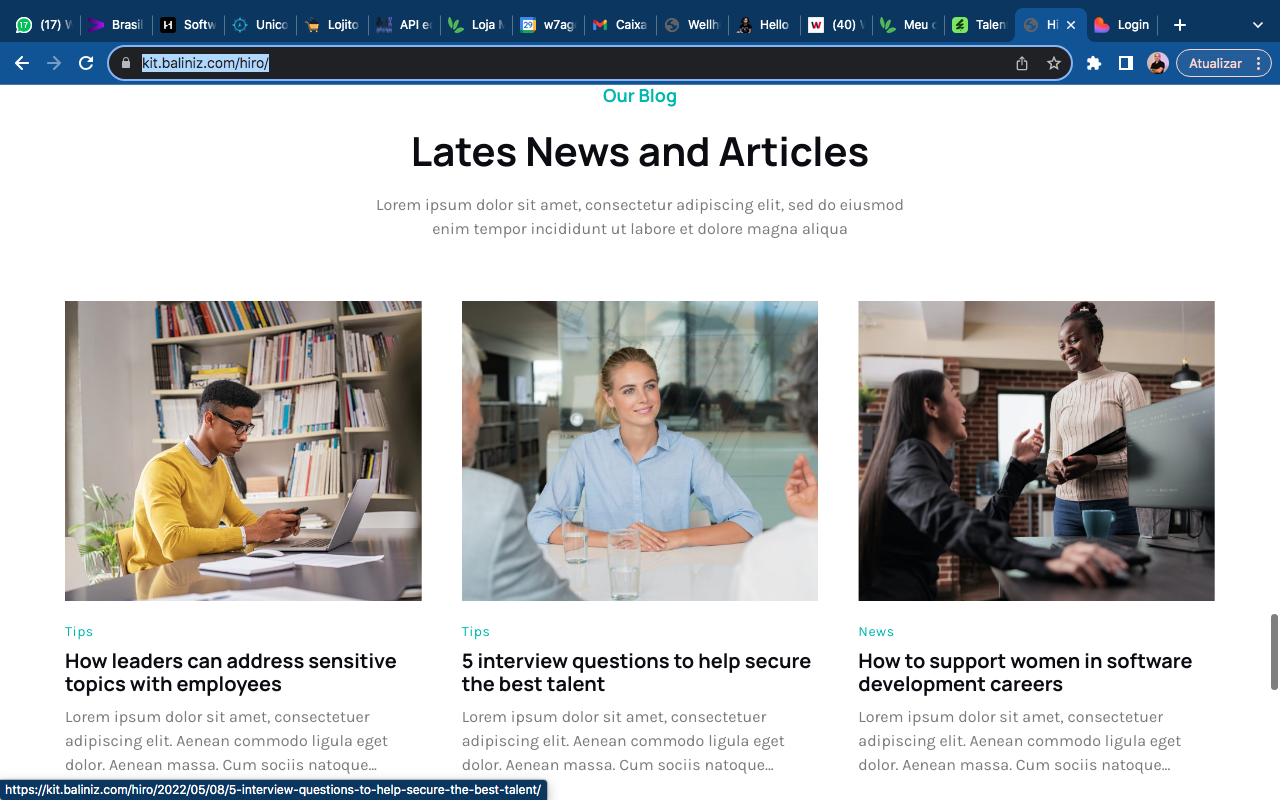 17 (17) W Brasil H Softw Unico Lojito API e Loja N 29 w7age Caixa Wellh Hello W (40) Meu c Talen Hi Login
kit.baliniz.com/hiro/ Atualizar
Our Blog
Lates News and Articles
Lorem ipsum dolor sit amet, consectetur adipiscing elit, sed do eiusmod
enim tempor incididunt ut labore et dolore magna aliqua
Tips
How leaders can address sensitive
topics with employees
Lorem ipsum dolor sit amet, consectetuer
adipiscing elit. Aenean commodo ligula eget
dolor. Aenean massa. Cum sociis natoque...
Tips
5 interview questions to help secure
the best talent
Lorem ipsum dolor sit amet, consectetuer
adipiscing elit. Aenean commodo ligula eget
dolor. Aenean massa. Cum sociis natoque...
News
How to support women in software
development careers
Lorem ipsum dolor sit amet, consectetuer
adipiscing elit. Aenean commodo ligula eget
dolor. Aenean massa. Cum sociis natoque...
https://kit.baliniz.com/hiro/2022/05/08/5-interview-questions-to-help-secure-the-best-talent/